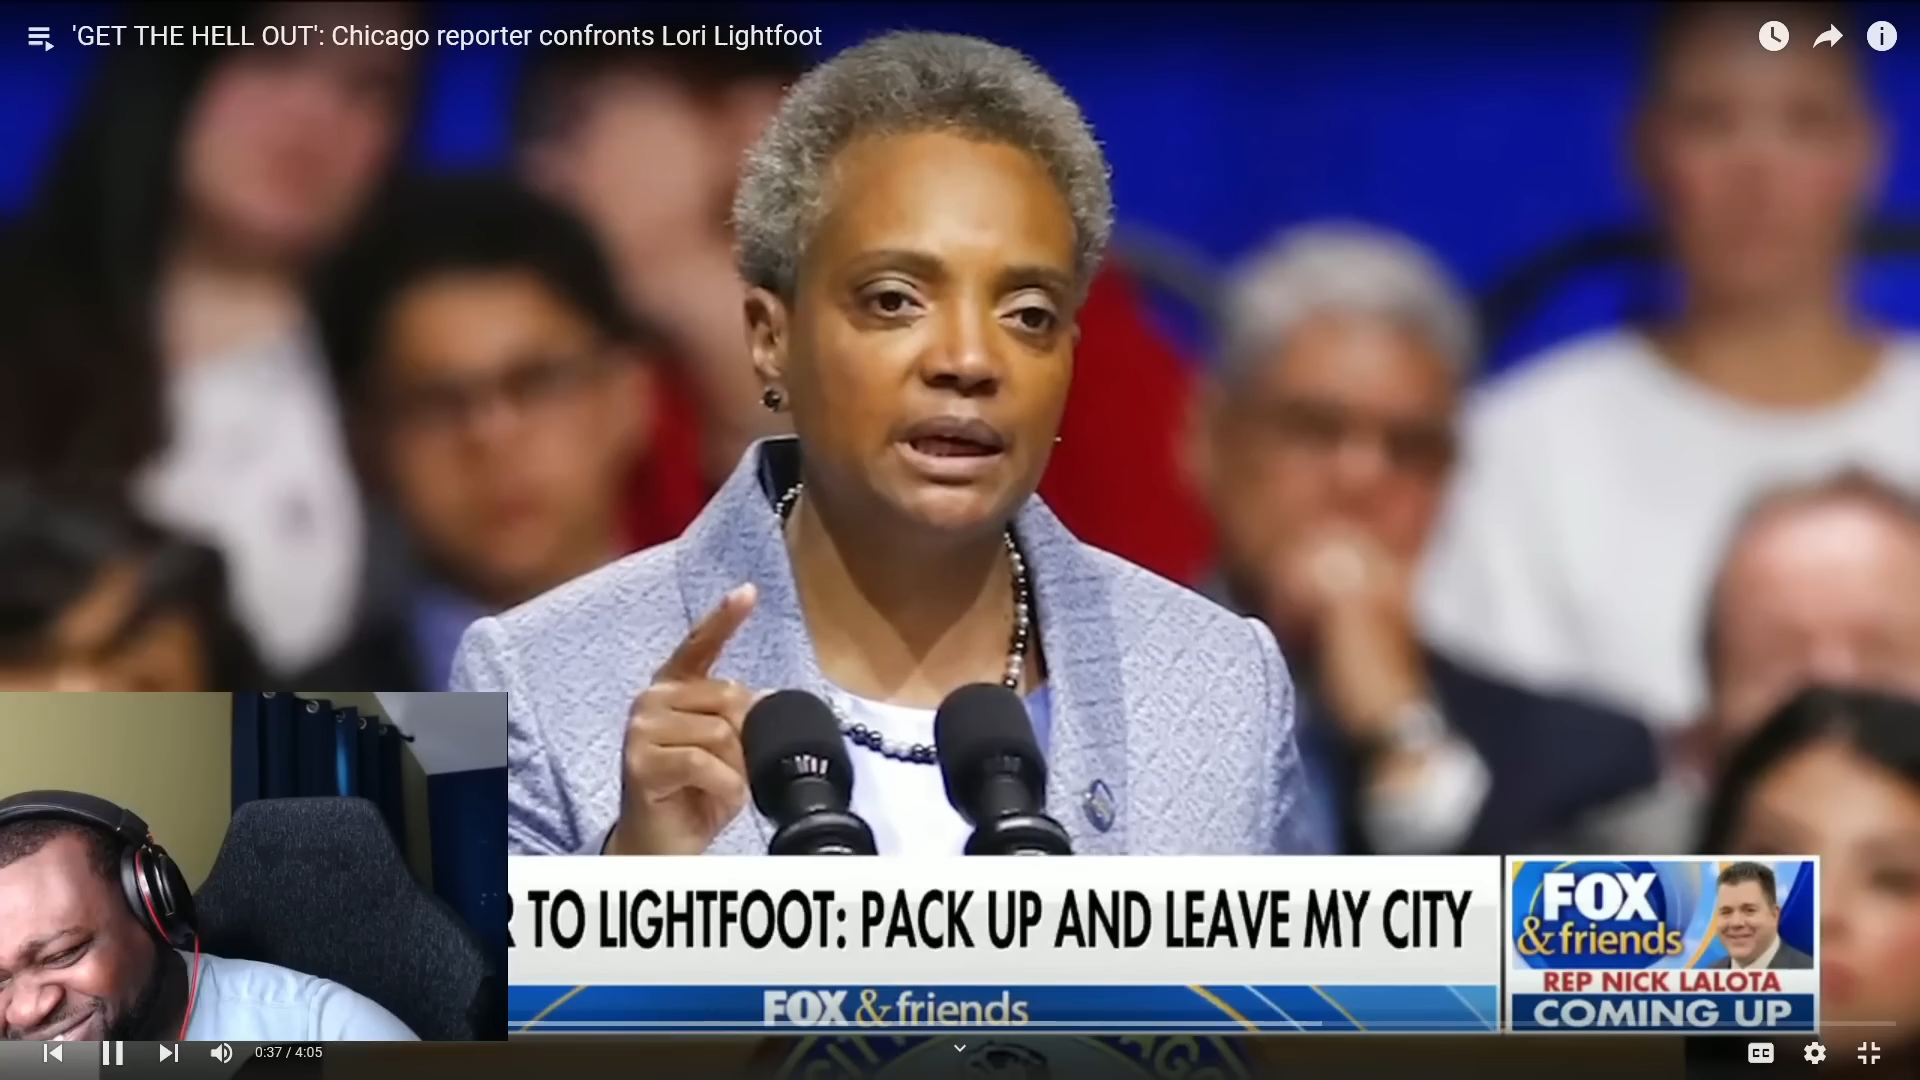 'GET THE HELL OUT': Chicago reporter confronts Lori Lightfoot
TO LIGHTFOOT: PACK UP AND LEAVE MY CITY
FOX & friends
FOX
& friends
REP NICK LALOTA
COMING UP
0:37 / 4:05
CC